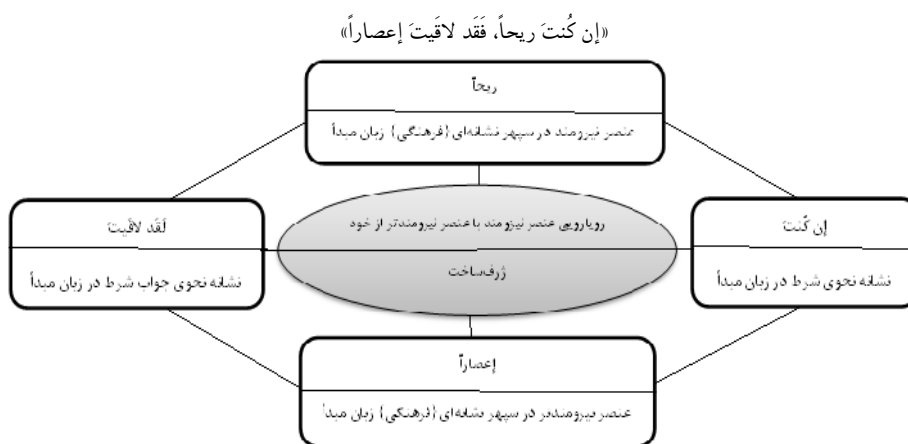 «إن كُنتَ ريحاً، فَقَد لاقَيتَ إعصاراً»
ريحاً
عنصر نیرومند در سپهر نشانه‌ای {فرهنگی} زبان مبدأ
إن كُنتَ
نشانه نحوی شرط در زبان مبدأ
رویارویی عنصر نیرومند با عنصر نیرومندتر از خود
ژرف‌ساخت
لَقَد لاقَيتَ
نشانه نحوی جواب شرط در زبان مبدأ
إعصاراً
عنصر نیرومندتر در سپهر نشانه‌ای {فرهنگی} زبان مبدأ